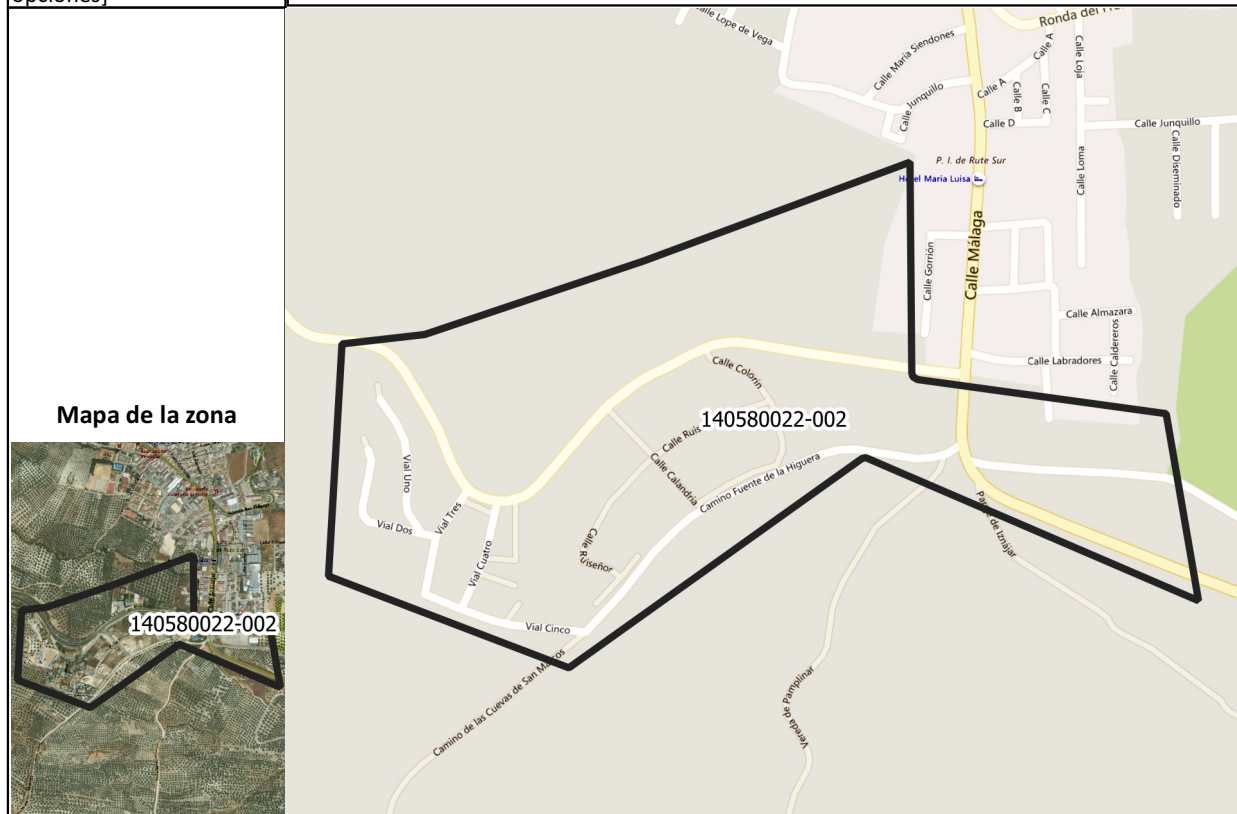 opciones]
Ronda del
Calle Lope de Vega
Calle María Siendones
Calle A
Calle Loja
Calle Junquillo
Calle A
Calle B
Calle C
Calle D
Calle Junquillo
Calle Diseminado
Calle Loma
P. I. de Rute Sur
Hotel Maria Luisa
Calle Málaga
Calle Gorrión
Calle Almazara
Calle Caldereros
Calle Labradores
Calle Colorín
140580022-002
Calle Ruis
Calle Calandria
Camino Fuente de la Higuera
Vial Uno
Vial Tres
Vial Dos
Vial Cuatro
Calle Ruiseñor
Vial Cinco
de Iznájar
Camino de las Cuevas de San Marcos
Vereda de Pamplinar
Mapa de la zona
140580022-002